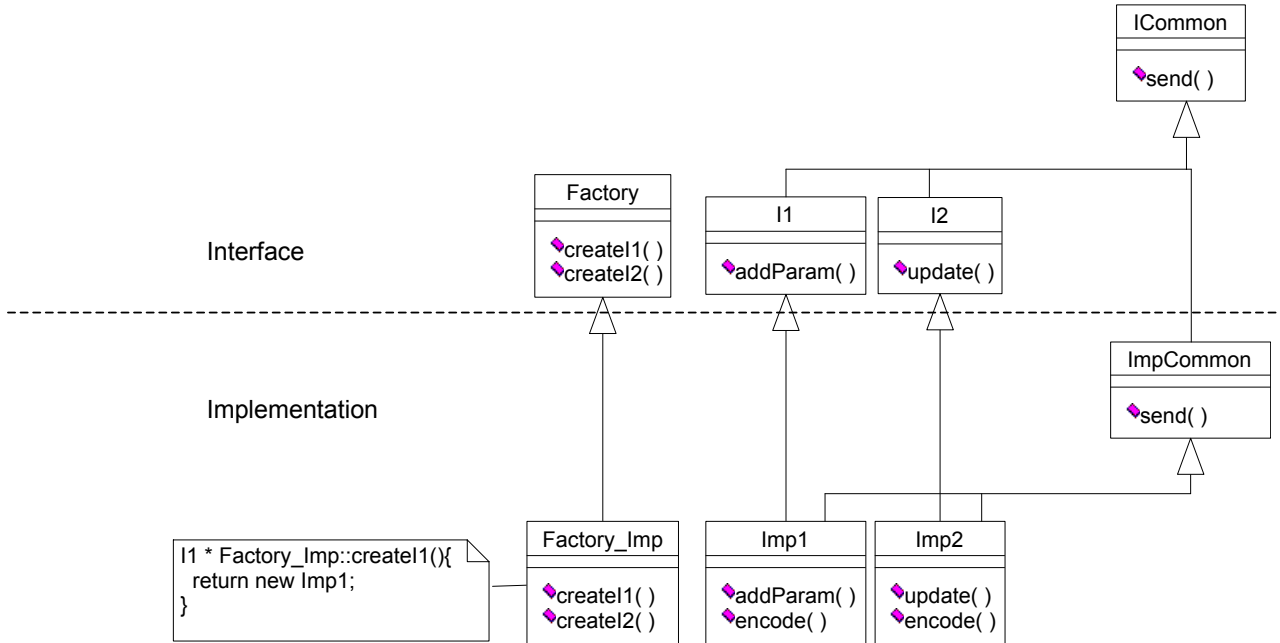 ICommon
send( )
Factory
createI1( )
createI2( )
I1
addParam( )
I2
update( )
Interface
ImpCommon
send( )
Implementation
I1 * Factory_Imp::createI1(){
return new Imp1;
}
Factory_Imp
createI1( )
createI2( )
Imp1
addParam( )
encode( )
Imp2
update( )
encode( )